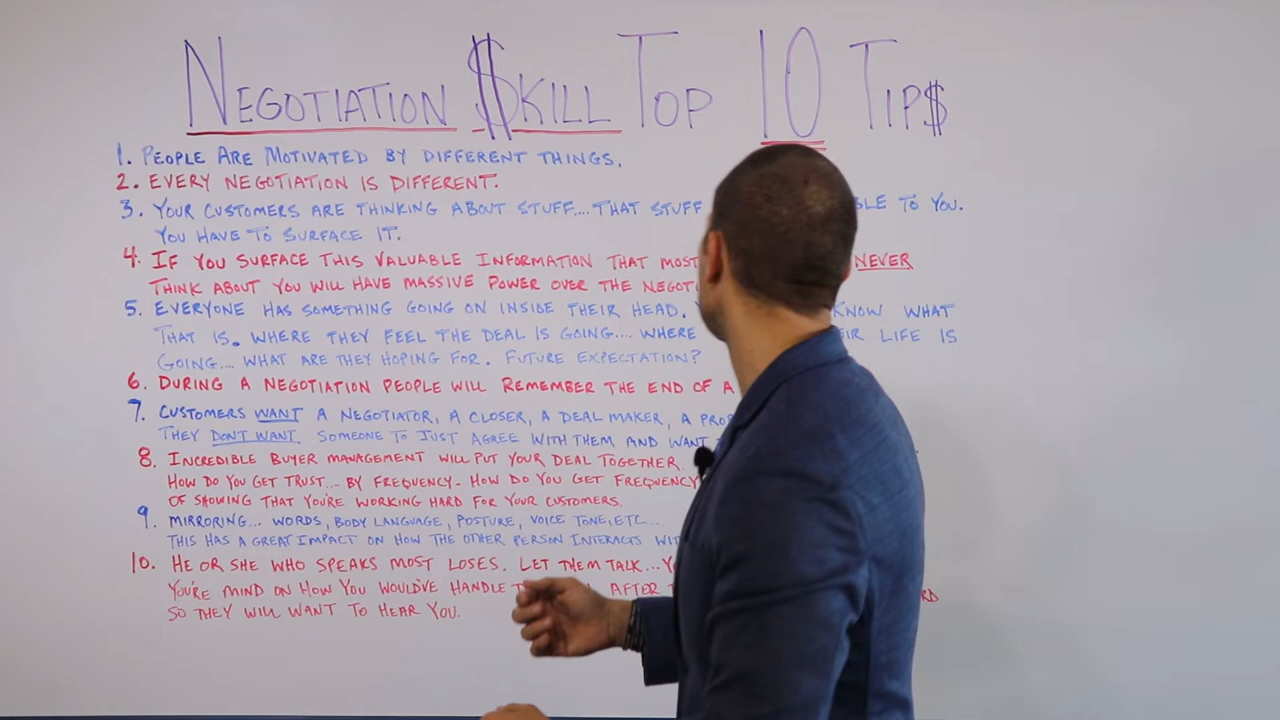 NEGOTIATION $KILL TOP 10 TIP$
1. PEOPLE ARE MOTIVATED BY DIFFERENT THINGS.
2. EVERY NEGOTIATION IS DIFFERENT.
3. YOUR CUSTOMERS ARE THINKING ABOUT STUFF....THAT STUFF TO YOU.
YOU HAVE TO SURFACE IT.
4. IF YOU SURFACE THIS VALUABLE INFORMATION THAT MOST NEVER
THINK ABOUT YOU WILL HAVE MASSIVE POWER OVER THE
5. EVERYONE HAS SOMETHING GOING ON INSIDE THEIR HEAD. KNOW WHAT
THAT IS. WHERE THEY FEEL THE DEAL IS GOING.... WHERE LIFE IS
GOING.... WHAT ARE THEY HOPING FOR. FUTURE EXPECTATION?
6. DURING A NEGOTIATION PEOPLE WILL REMEMBER THE END OF A
7. CUSTOMERS WANT A NEGOTIATOR, A CLOSER, A DEAL MAKER, A
THEY DONT WANT SOMEONE TO JUST AGREE WITH THEM AND WANT
8. INCREDIBLE BUYER MANAGEMENT WILL PUT YOUR DEAL TOGETHER.
HOW DO YOU GET TRUST... BY FREQUENCY. HOW DO YOU GET FREQUENCY
OF SHOWING THAT YOU'RE WORKING HARD FOR YOUR CUSTOMERS.
9. MIRRORING... WORDS, BODY LANGUAGE, POSTURE, VOICE TONE, ETC...
THIS HAS A GREAT IMPACT ON HOW THE OTHER PERSON INTERACTS
10. HE OR SHE WHO SPEAKS MOST LOSES. LET THEM TALK...
YOU'RE MIND ON HOW YOU WOULD'VE HANDLE AFTER
SO THEY WILL WANT TO HEAR YOU.